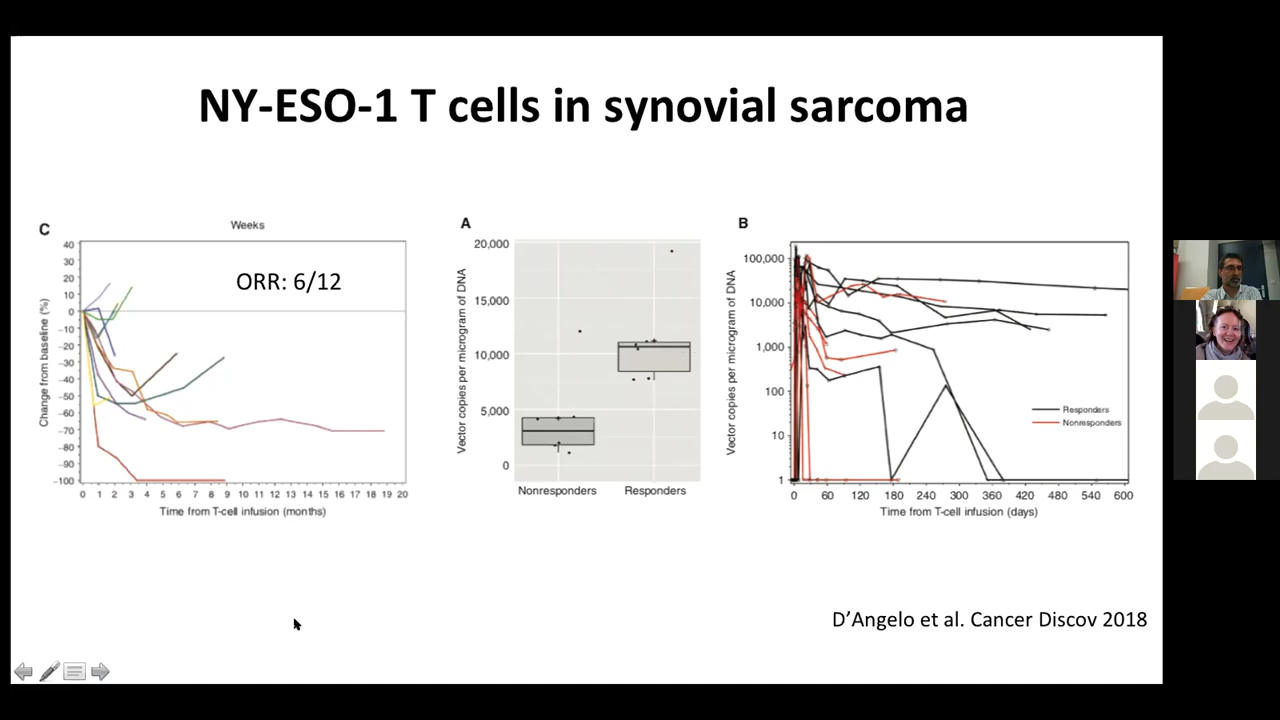 NY-ESO-1 T cells in synovial sarcoma
C
Weeks
ORR: 6/12
Change from baseline (%)
40
30
20
10
0
−10
−20
−30
−40
−50
−60
−70
−80
−90
−100
0 1 2 3 4 5 6 7 8 9 10 11 12 13 14 15 16 17 18 19 20
Time from T-cell infusion (months)
A
Vector copies per microgram of DNA
20,000
15,000
10,000
5,000
0
Nonresponders Responders
B
Vector copies per microgram of DNA
100,000
10,000
1,000
100
10
1
Responders
Nonresponders
0 60 120 180 240 300 360 420 480 540 600
Time from T-cell infusion (days)
D’Angelo et al. Cancer Discov 2018